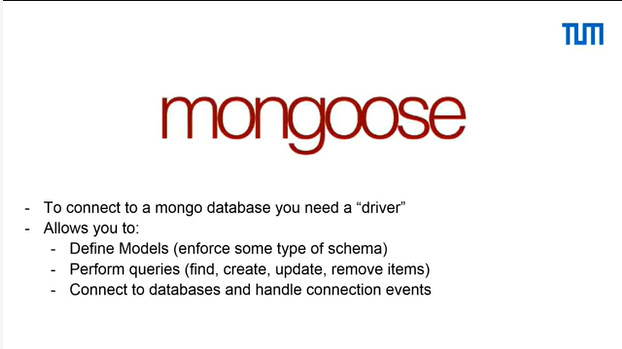 TUM
mongoose
- To connect to a mongo database you need a “driver”
- Allows you to:
- Define Models (enforce some type of schema)
- Perform queries (find, create, update, remove items)
- Connect to databases and handle connection events